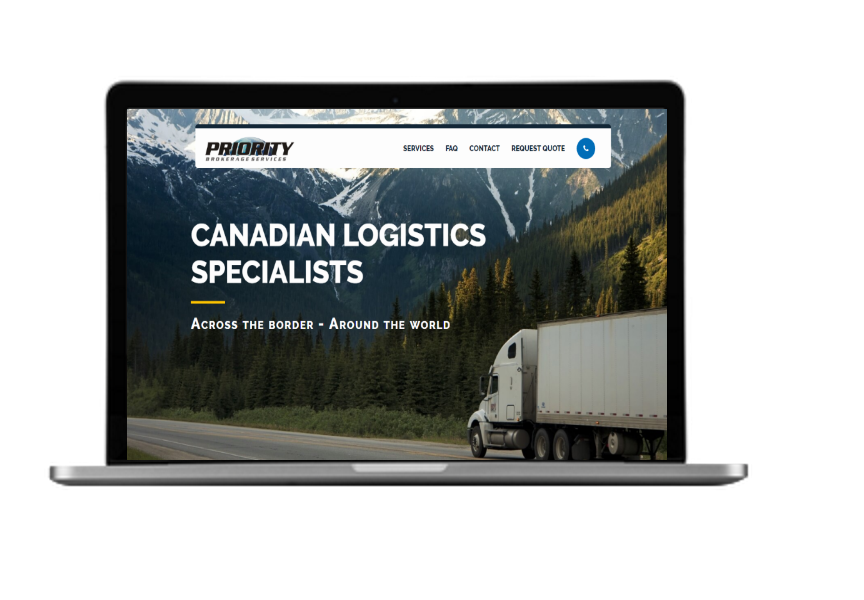 PRIORITY
BROKERAGE SERVICES
SERVICES FAQ CONTACT REQUEST QUOTE
CANADIAN LOGISTICS
SPECIALISTS
Across the border - Around the world